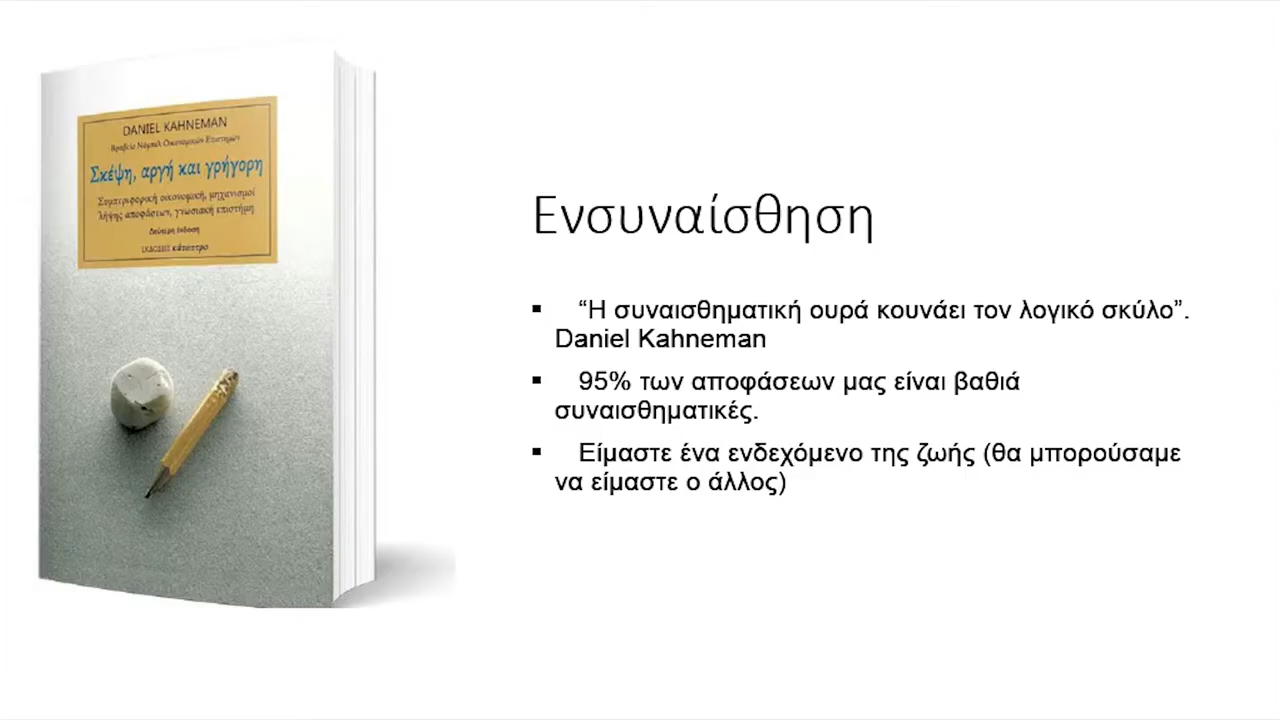 DANIEL KAHNEMAN
Βραβείο Νόμπελ Οικονομικών Επιστημών
Σκέψη, αργή και γρήγορη
Συμπεριφορική οικονομική, μηχανισμοί
λήψης αποφάσεων, γνωσιακή επιστήμη
Δεύτερη έκδοση
ΕΚΔΟΣΕΙΣ κάτοπτρο
Ενσυναίσθηση
▪ “Η συναισθηματική ουρά κουνάει τον λογικό σκύλο”.
Daniel Kahneman
▪ 95% των αποφάσεων μας είναι βαθιά
συναισθηματικές.
▪ Είμαστε ένα ενδεχόμενο της ζωής (θα μπορούσαμε
να είμαστε ο άλλος)